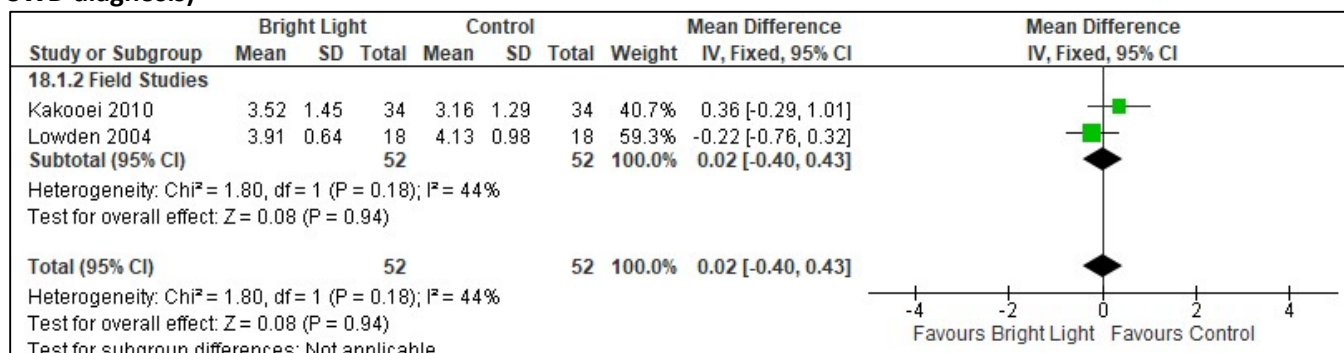 SWD diagnosis)
Bright Light Control Mean Difference Mean Difference
Study or Subgroup Mean SD Total Mean SD Total Weight IV, Fixed, 95% CI IV, Fixed, 95% CI
18.1.2 Field Studies
Kakooei 2010 3.52 1.45 34 3.16 1.29 34 40.7% 0.36 [-0.29, 1.01]
Lowden 2004 3.91 0.64 18 4.13 0.98 18 59.3% -0.22 [-0.76, 0.32]
Subtotal (95% CI) 52 52 100.0% 0.02 [-0.40, 0.43]
Heterogeneity: Chi² = 1.80, df = 1 (P = 0.18); I² = 44%
Test for overall effect: Z = 0.08 (P = 0.94)
Total (95% CI) 52 52 100.0% 0.02 [-0.40, 0.43]
Heterogeneity: Chi² = 1.80, df = 1 (P = 0.18); I² = 44%
Test for overall effect: Z = 0.08 (P = 0.94)
Test for subgroup differences: Not applicable
-4 -2 0 2 4
Favours Bright Light Favours Control